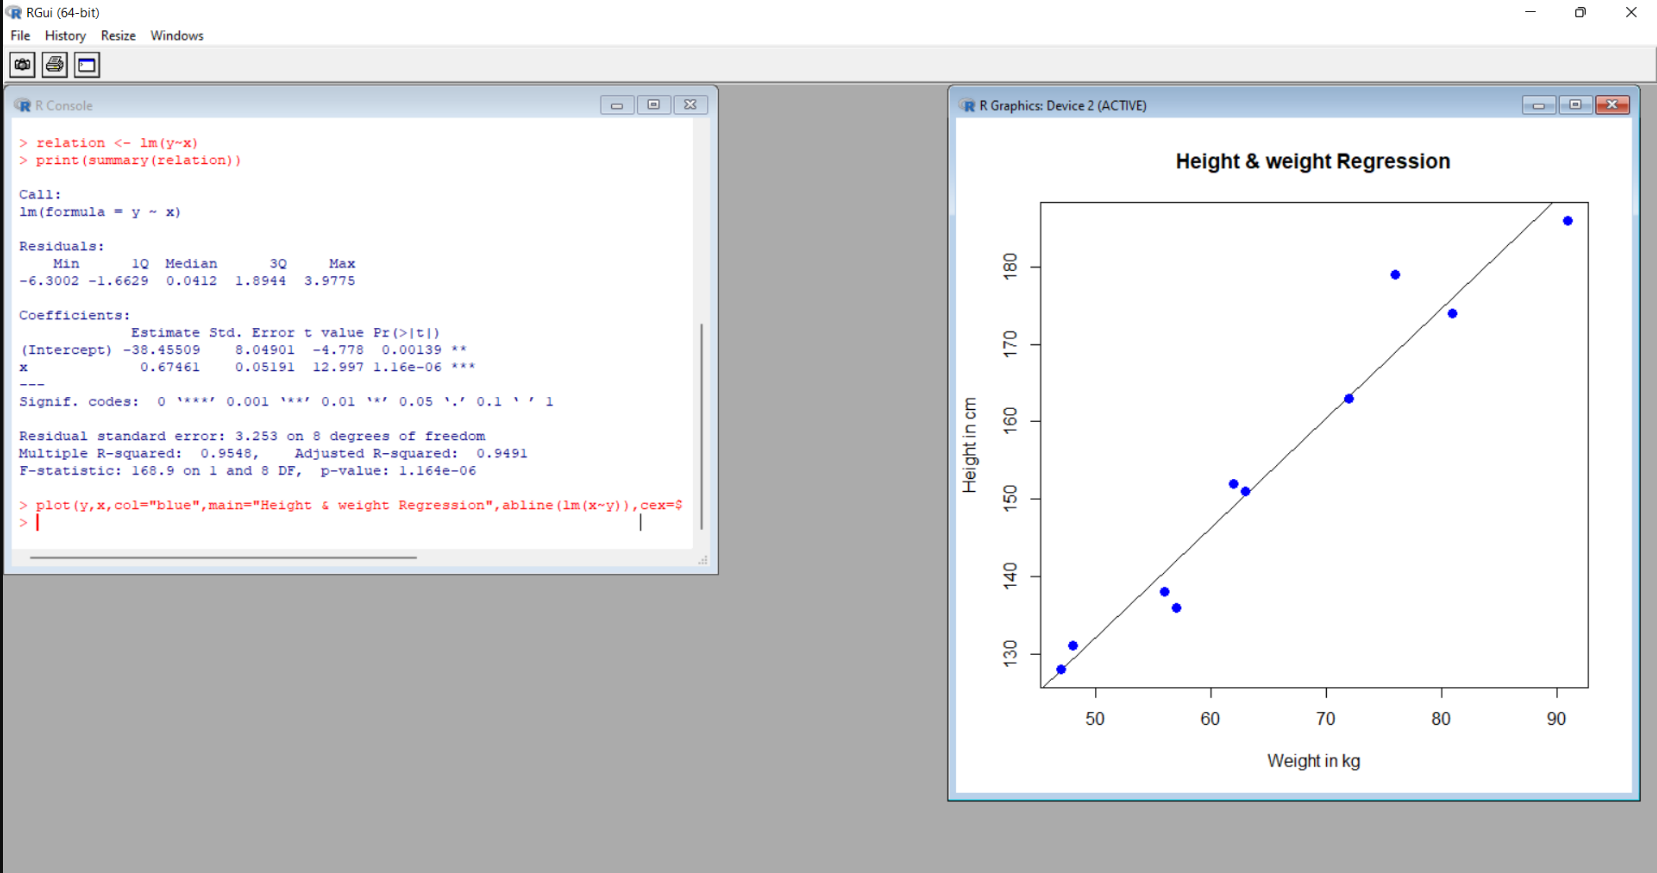 RGui (64-bit)
File History Resize Windows
R Console
> relation <- lm(y~x)
> print(summary(relation))
Call:
lm(formula = y ~ x)
Residuals:
Min 1Q Median 3Q Max
-6.3002 -1.6629 0.0412 1.8944 3.9775
Coefficients:
Estimate Std. Error t value Pr(>|t|)
(Intercept) -38.45509 8.04901 -4.778 0.00139 **
x 0.67461 0.05191 12.997 1.16e-06 ***
---
Signif. codes: 0 ‘***’ 0.001 ‘**’ 0.01 ‘*’ 0.05 ‘.’ 0.1 ‘ ’ 1
Residual standard error: 3.253 on 8 degrees of freedom
Multiple R-squared: 0.9548, Adjusted R-squared: 0.9491
F-statistic: 168.9 on 1 and 8 DF, p-value: 1.164e-06
> plot(y,x,col="blue",main="Height & weight Regression",abline(lm(x~y)),cex=$
>
R Graphics: Device 2 (ACTIVE)
Height & weight Regression
Height in cm
180
170
160
150
140
130
50 60 70 80 90
Weight in kg